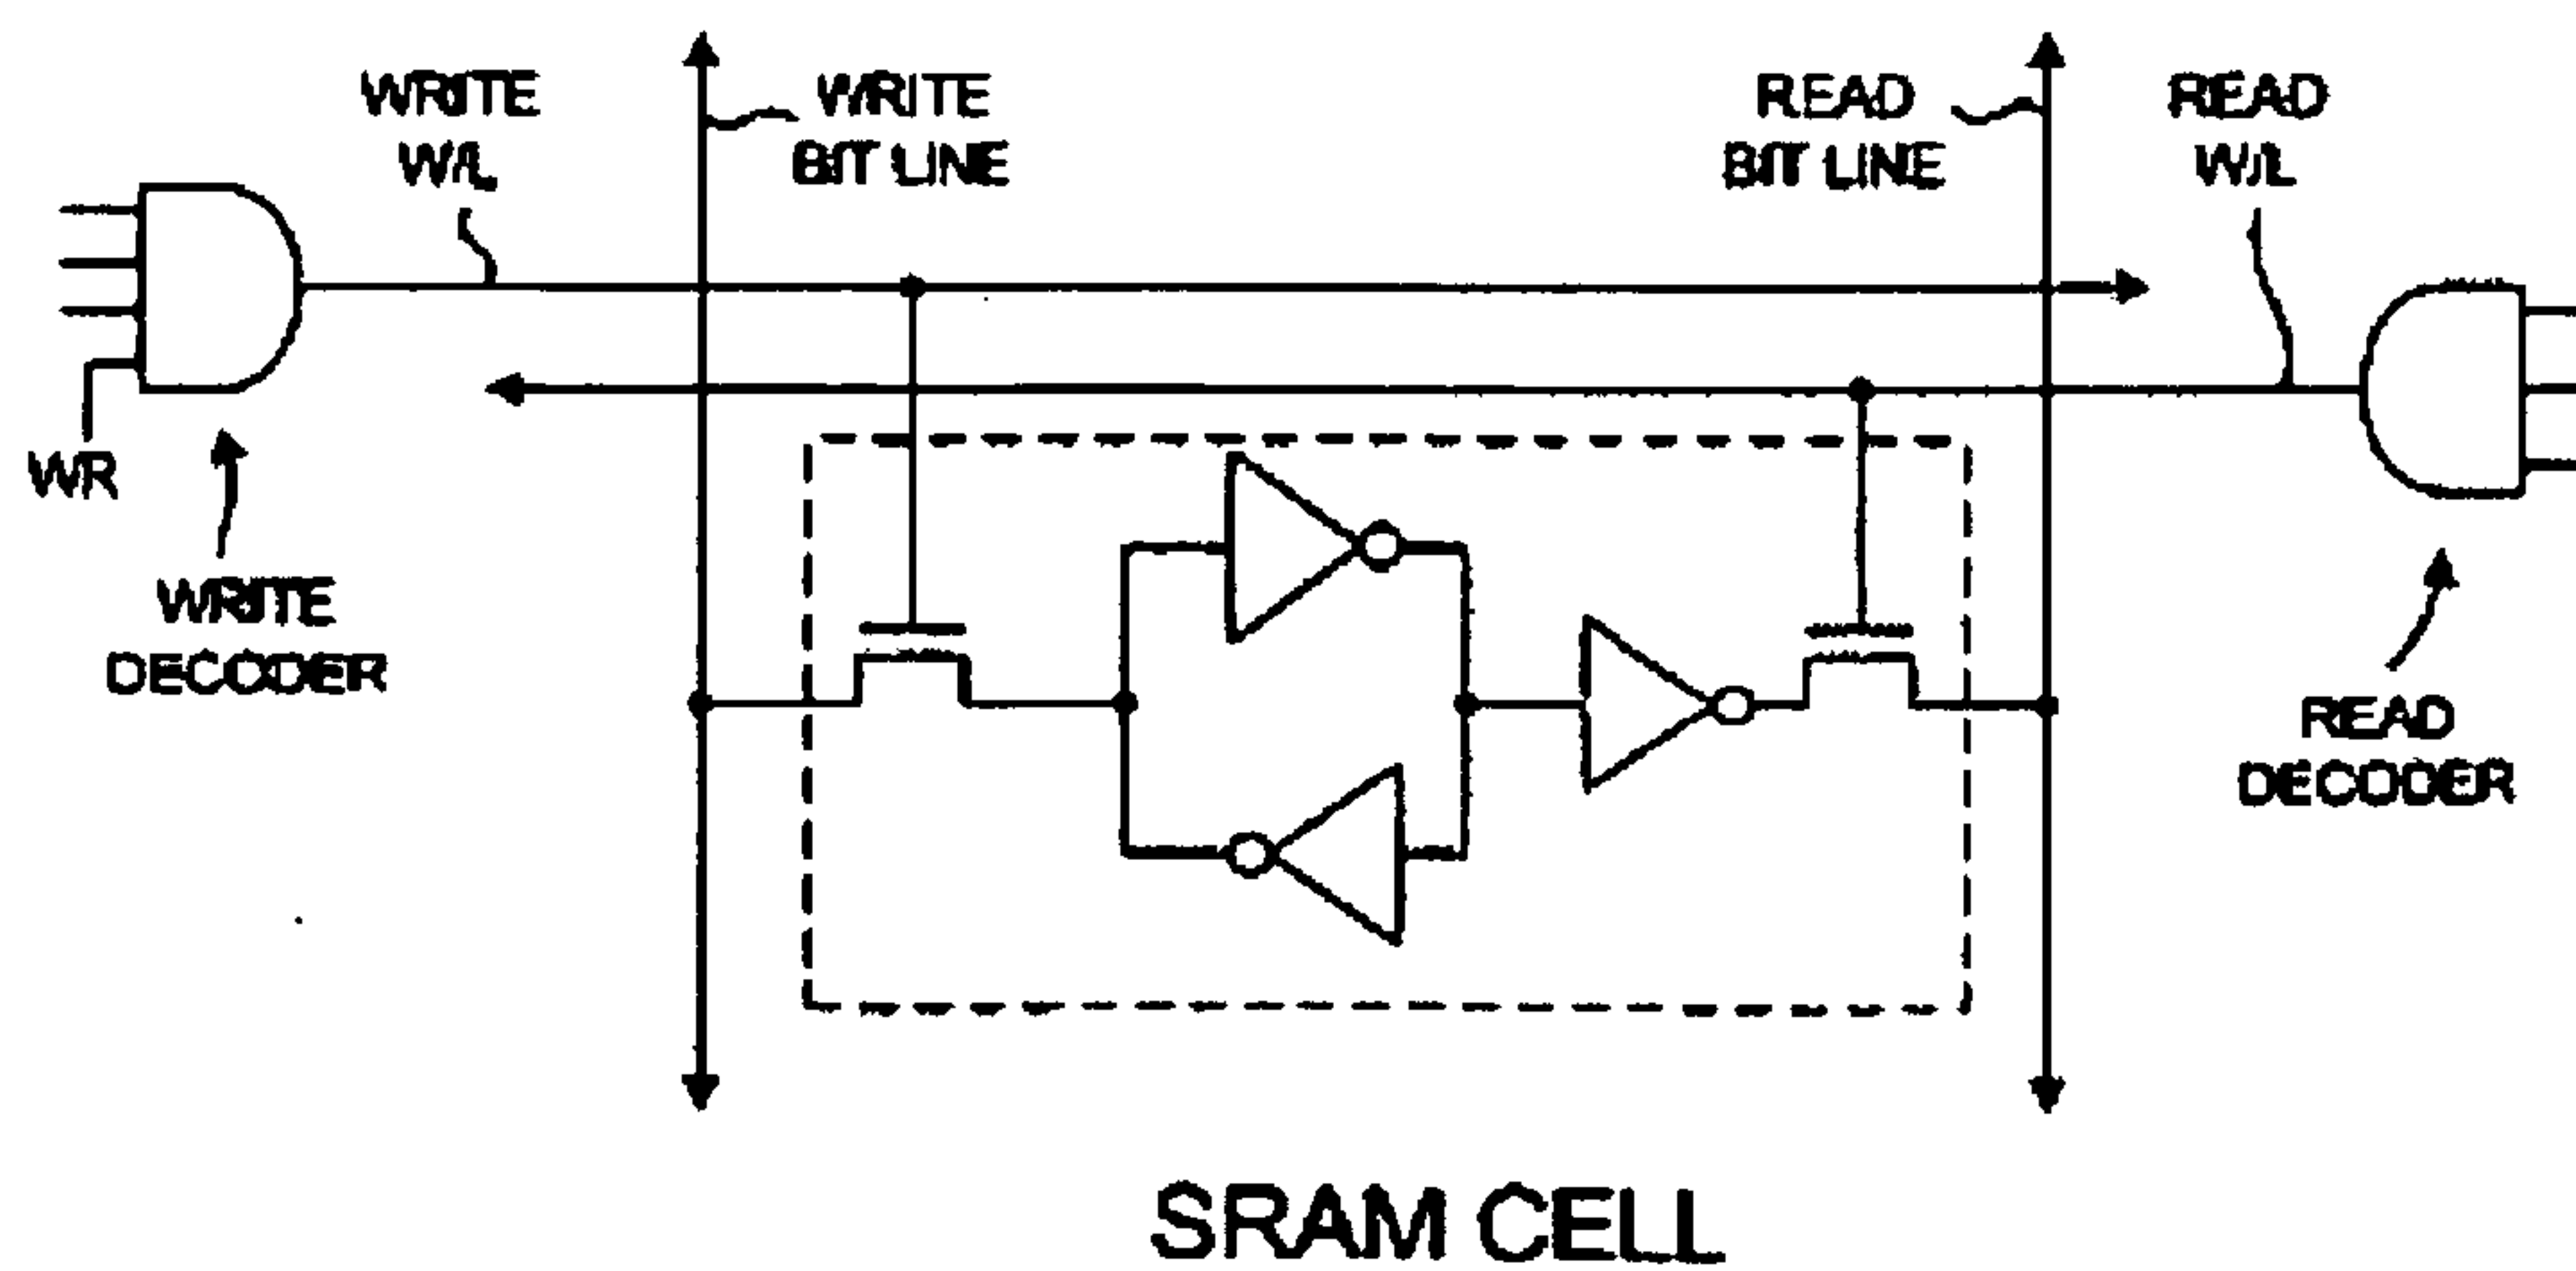 WRITE
W/L
WRITE
BIT LINE
READ
BIT LINE
READ
W/L
WR
WRITE
DECODER
READ
DECODER
SRAM CELL